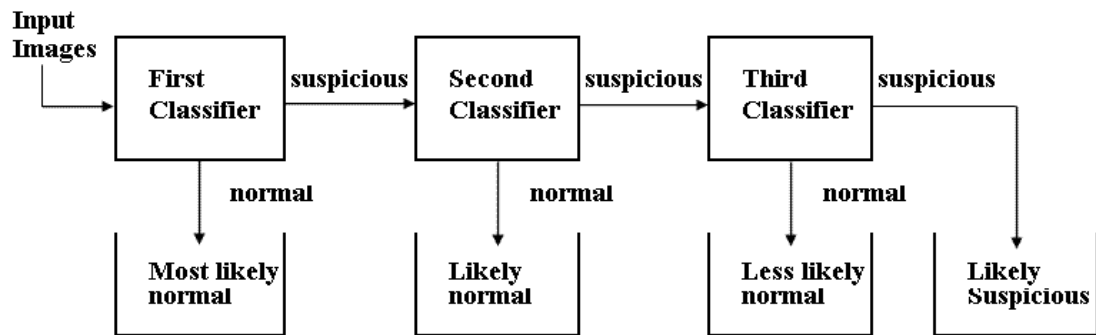 Input
Images
First
Classifier
suspicious
Second
Classifier
suspicious
Third
Classifier
suspicious
normal
normal
normal
Most likely
normal
Likely
normal
Less likely
normal
Likely
Suspicious